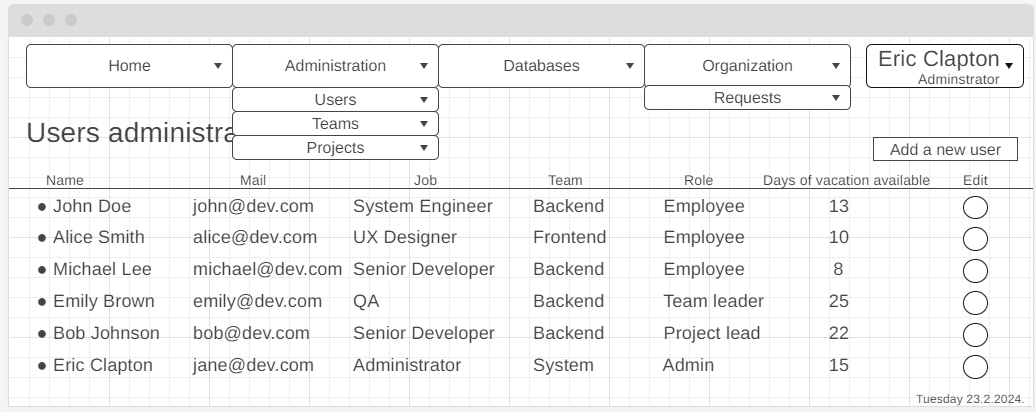 Home Administration Databases Organization Eric Clapton
Adminstrator
Users Requests
Teams
Users administra
Projects
Add a new user
Name Mail Job Team Role Days of vacation available Edit
● John Doe john@dev.com System Engineer Backend Employee 13
● Alice Smith alice@dev.com UX Designer Frontend Employee 10
● Michael Lee michael@dev.com Senior Developer Backend Employee 8
● Emily Brown emily@dev.com QA Backend Team leader 25
● Bob Johnson bob@dev.com Senior Developer Backend Project lead 22
● Eric Clapton jane@dev.com Administrator System Admin 15
Tuesday 23.2.2024.